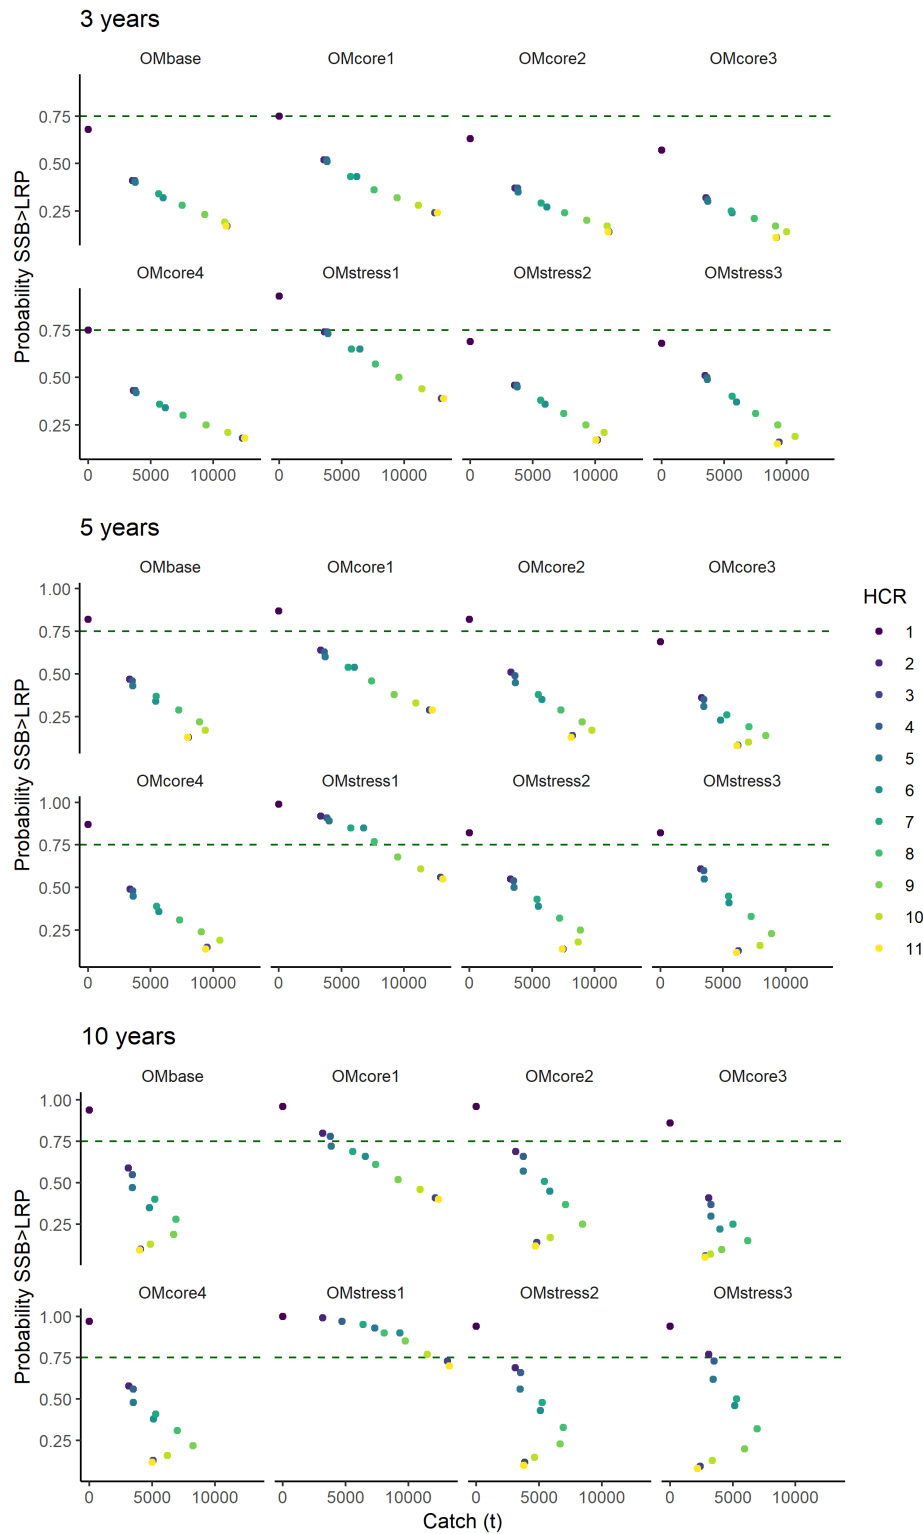 3 years
OMbase OMcore1 OMcore2 OMcore3
0.75
0.50
0.25
OMcore4 OMstress1 OMstress2 OMstress3
0.75
0.50
0.25
Probability SSB>LRP
0 5000 10000 0 5000 10000 0 5000 10000 0 5000 10000
5 years
OMbase OMcore1 OMcore2 OMcore3
1.00
0.75
0.50
0.25
OMcore4 OMstress1 OMstress2 OMstress3
1.00
0.75
0.50
0.25
Probability SSB>LRP
0 5000 10000 0 5000 10000 0 5000 10000 0 5000 10000
HCR
1
2
3
4
5
6
7
8
9
10
11
10 years
OMbase OMcore1 OMcore2 OMcore3
1.00
0.75
0.50
0.25
OMcore4 OMstress1 OMstress2 OMstress3
1.00
0.75
0.50
0.25
Probability SSB>LRP
0 5000 10000 0 5000 10000 0 5000 10000 0 5000 10000
Catch (t)